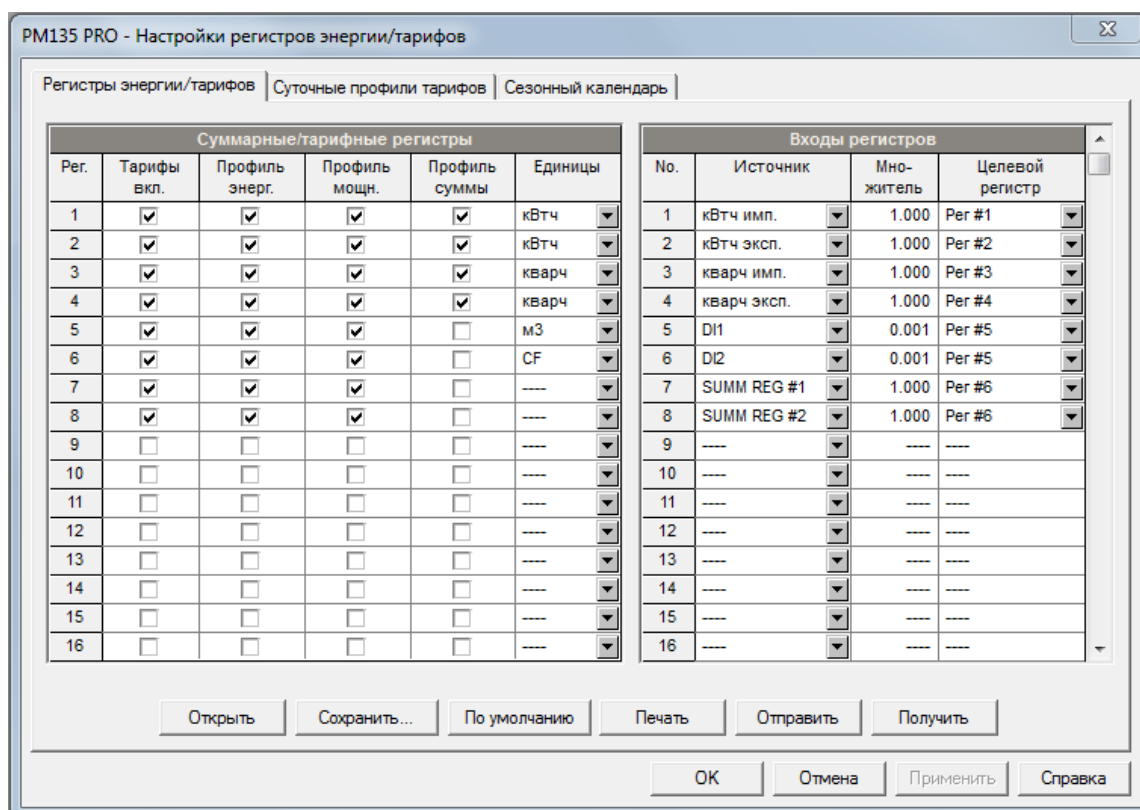 PM135 PRO - Настройки регистров энергии/тарифов
Регистры энергии/тарифов Суточные профили тарифов Сезонный календарь
Суммарные/тарифные регистры Входы регистров
Рег. Тарифы вкл. Профиль энерг. Профиль мощн. Профиль суммы Единицы No. Источник Мно- житель Целевой регистр
1 кВтч 1 кВтч имп. 1.000 Рег #1
2 кВтч 2 кВтч эксп. 1.000 Рег #2
3 кварч 3 кварч имп. 1.000 Рег #3
4 кварч 4 кварч эксп. 1.000 Рег #4
5 м3 5 DI1 0.001 Рег #5
6 CF 6 DI2 0.001 Рег #5
7 ---- 7 SUMM REG #1 1.000 Рег #6
8 ---- 8 SUMM REG #2 1.000 Рег #6
9 ---- 9 ---- ---- ----
10 ---- 10 ---- ---- ----
11 ---- 11 ---- ---- ----
12 ---- 12 ---- ---- ----
13 ---- 13 ---- ---- ----
14 ---- 14 ---- ---- ----
15 ---- 15 ---- ---- ----
16 ---- 16 ---- ---- ----
Открыть Сохранить... По умолчанию Печать Отправить Получить
OK Отмена Применить Справка